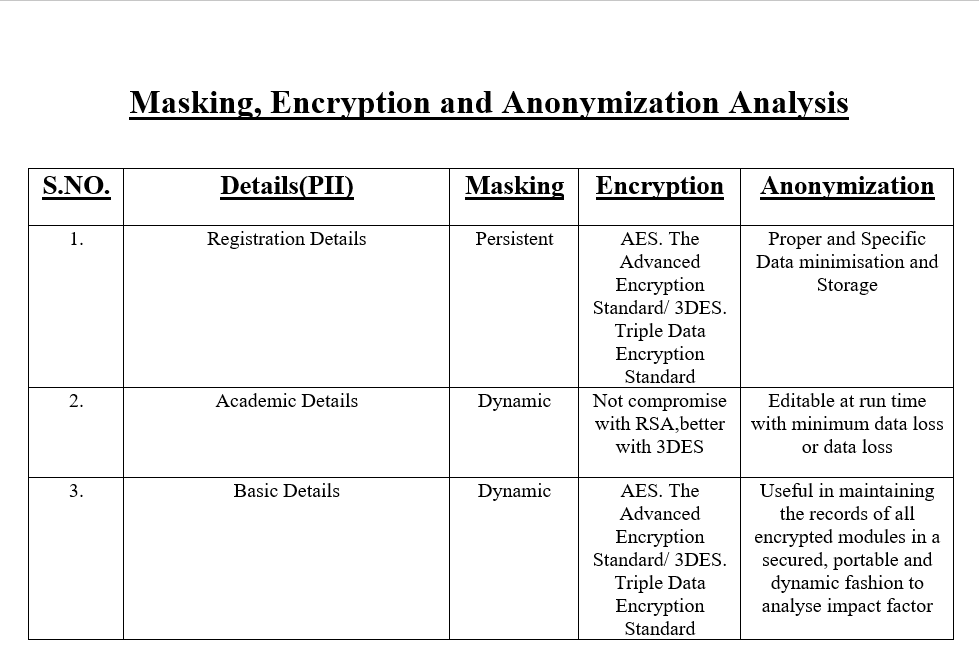 Masking, Encryption and Anonymization Analysis
S.NO. Details(PII) Masking Encryption Anonymization
1. Registration Details Persistent AES. The Proper and Specific
Advanced Data minimisation and
Encryption Storage
Standard/ 3DES.
Triple Data
Encryption
Standard
2. Academic Details Dynamic Not compromise Editable at run time
with RSA,better with minimum data loss
with 3DES or data loss
3. Basic Details Dynamic AES. The Useful in maintaining
Advanced the records of all
Encryption encrypted modules in a
Standard/ 3DES. secured, portable and
Triple Data dynamic fashion to
Encryption analyse impact factor
Standard